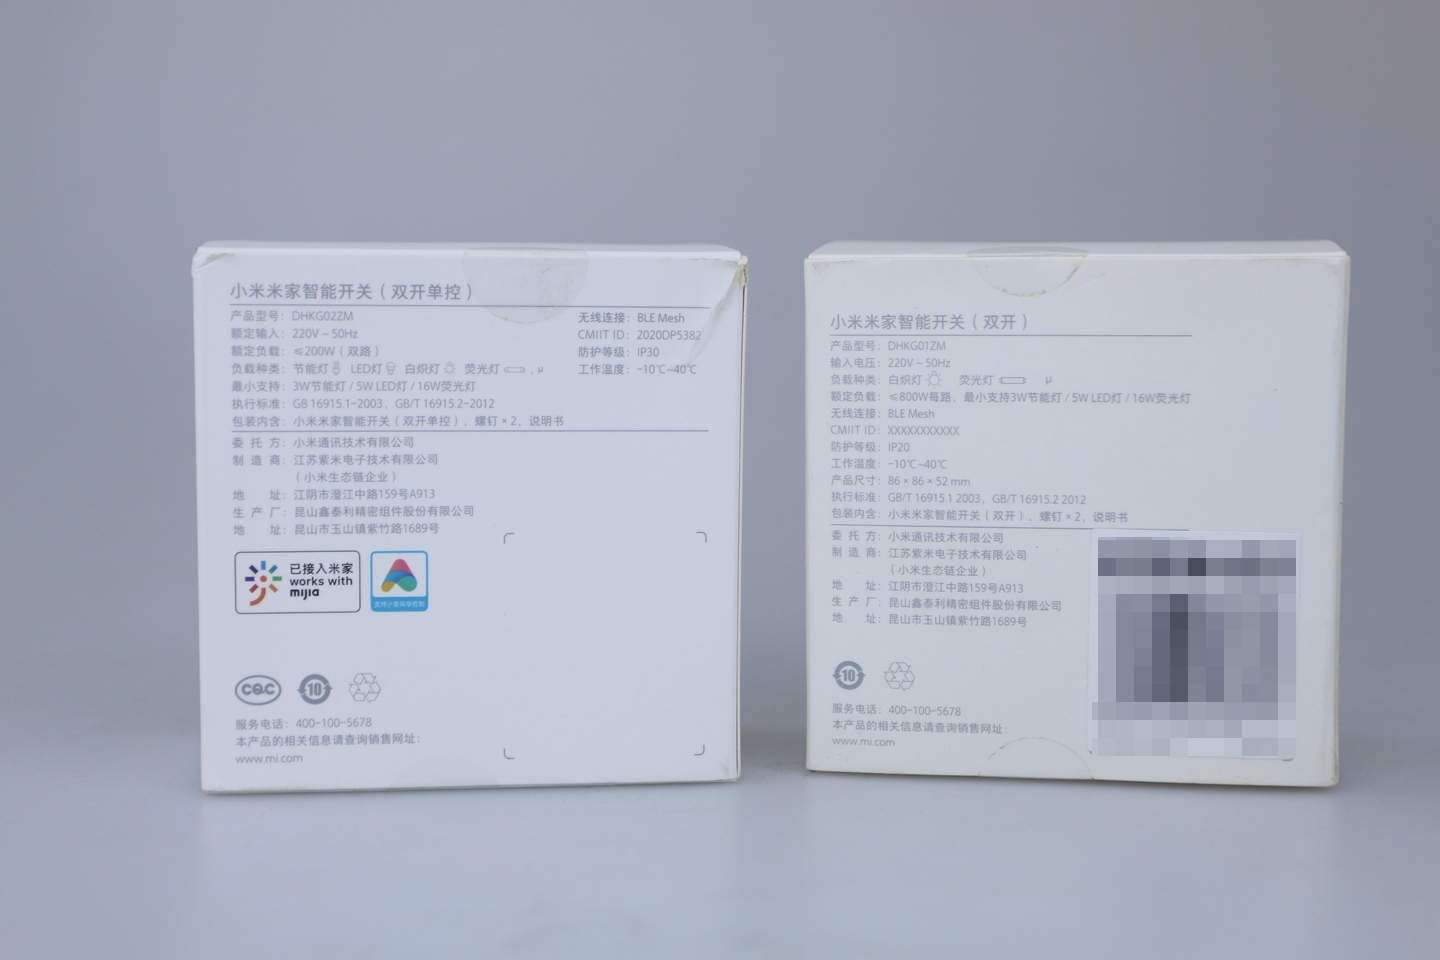 小米米家智能开关（双开单控）
产品型号：DHKG02ZM
额定输入：220V~50Hz
额定负载：≤200W（双路）
负载种类：节能灯 LED灯 白炽灯 荧光灯 , μ
最小支持：3W节能灯 / 5W LED灯 / 16W荧光灯
执行标准：GB 16915.1-2003，GB/T 16915.2-2012
包装内含：小米米家智能开关（双开单控），螺钉 × 2，说明书
无线连接：BLE Mesh
CMIIT ID：2020DP5382
防护等级：IP30
工作温度：-10℃~40℃
委托方：小米通讯技术有限公司
制造商：江苏紫米电子技术有限公司
（小米生态链企业）
地址：江阴市澄江中路159号A913
生产厂：昆山鑫泰利精密组件股份有限公司
地址：昆山市玉山镇紫竹路1689号
已接入米家
works with
mijia
支持小爱同学控制
CQC
10
服务电话：400-100-5678
本产品的相关信息请查询销售网址：
www.mi.com
小米米家智能开关（双开）
产品型号：DHKG01ZM
输入电压：220V~50Hz
负载种类：白炽灯 荧光灯 μ
额定负载：≤800W每路，最小支持3W节能灯 / 5W LED灯 / 16W荧光灯
无线连接：BLE Mesh
CMIIT ID：XXXXXXXXXXX
防护等级：IP20
工作温度：-10℃~40℃
产品尺寸：86 × 86 × 52 mm
执行标准：GB/T 16915.1 2003，GB/T 16915.2 2012
包装内含：小米米家智能开关（双开），螺钉 × 2，说明书
委托方：小米通讯技术有限公司
制造商：江苏紫米电子技术有限公司
（小米生态链企业）
地址：江阴市澄江中路159号A913
生产厂：昆山鑫泰利精密组件股份有限公司
地址：昆山市玉山镇紫竹路1689号
10
服务电话：400-100-5678
本产品的相关信息请查询销售网址：
www.mi.com